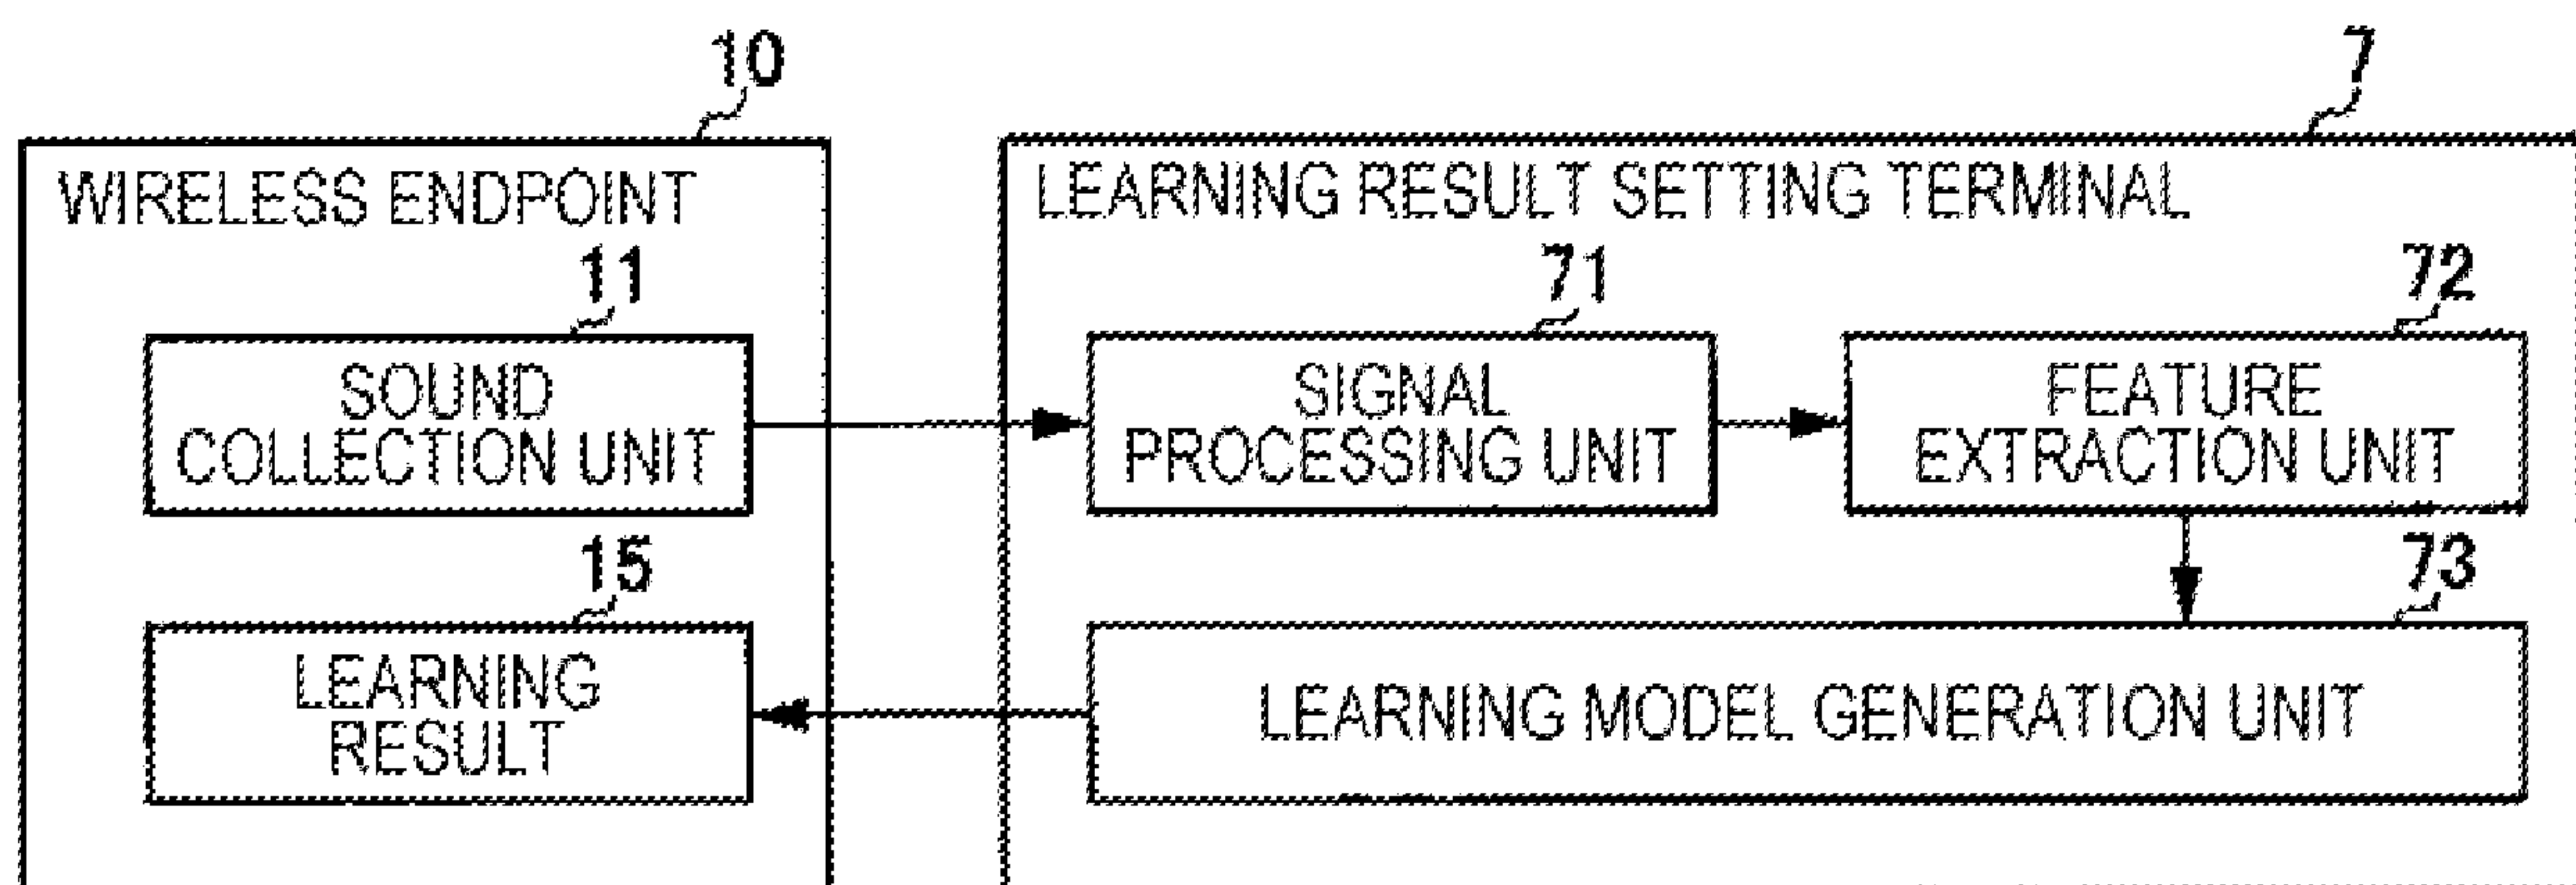 10
WIRELESS ENDPOINT
11
SOUND
COLLECTION UNIT
15
LEARNING
RESULT
7
LEARNING RESULT SETTING TERMINAL
71
SIGNAL
PROCESSING UNIT
72
FEATURE
EXTRACTION UNIT
73
LEARNING MODEL GENERATION UNIT